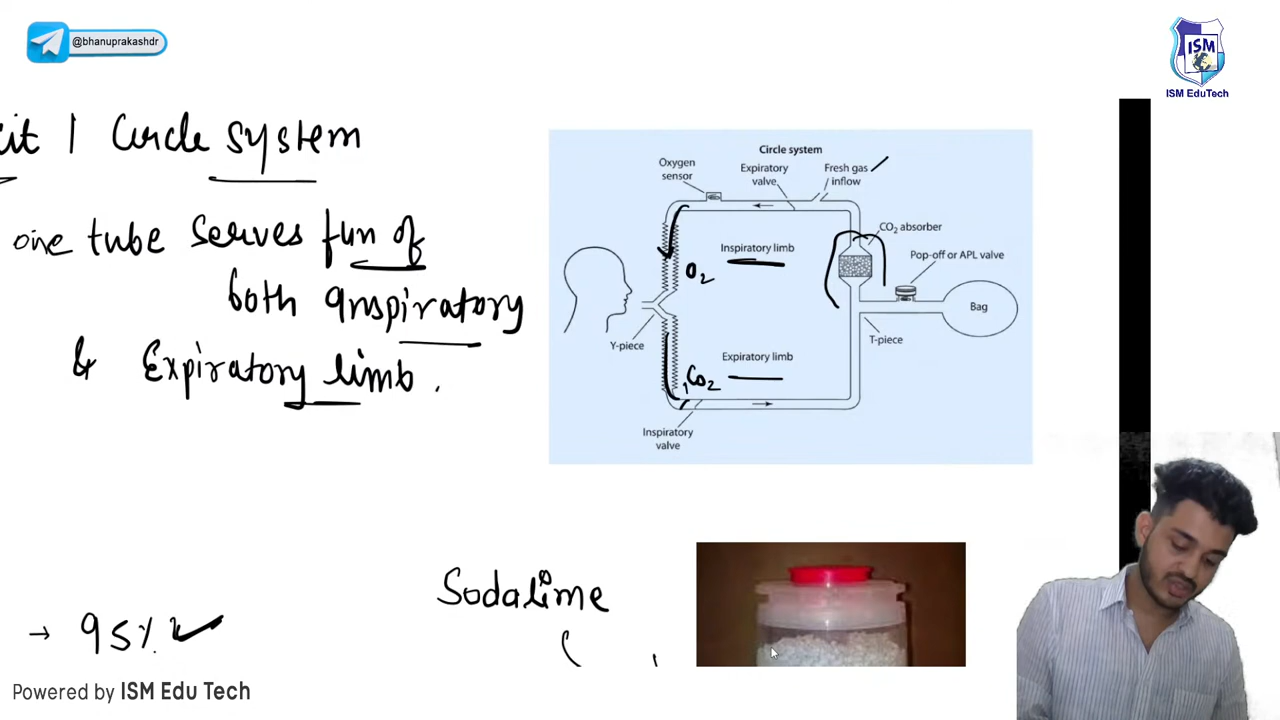 @bhanuprakashdr
ISM
ISM EduTech
Circle system
one tube serves fun of
both inspiratory
& Expiratory limb.
Circle system
Oxygen
sensor
Expiratory
valve
Fresh gas
inflow
CO₂ absorber
Inspiratory limb
O₂
Pop-off or APL valve
Bag
Y-piece
T-piece
Expiratory limb
CO₂
Inspiratory
valve
Sodalime
→ 95%
Powered by ISM Edu Tech